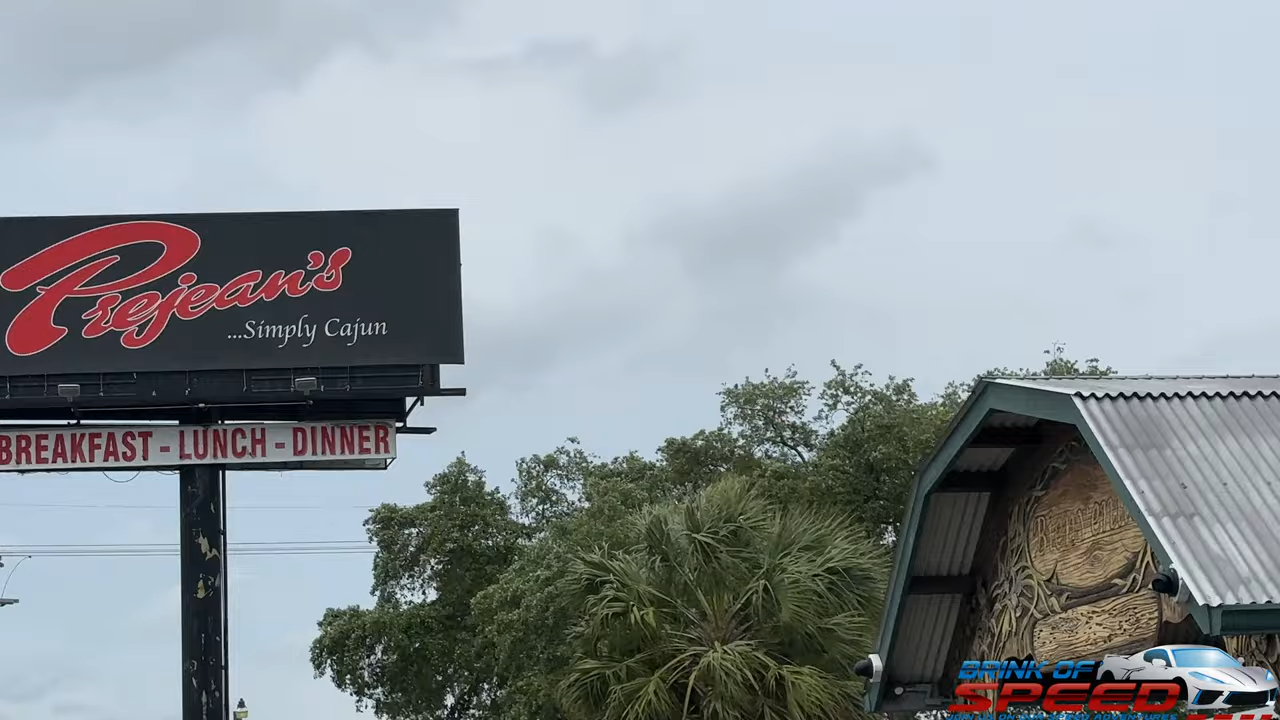 Prejean's
...Simply Cajun
BREAKFAST - LUNCH - DINNER
BRINK OF
SPEED